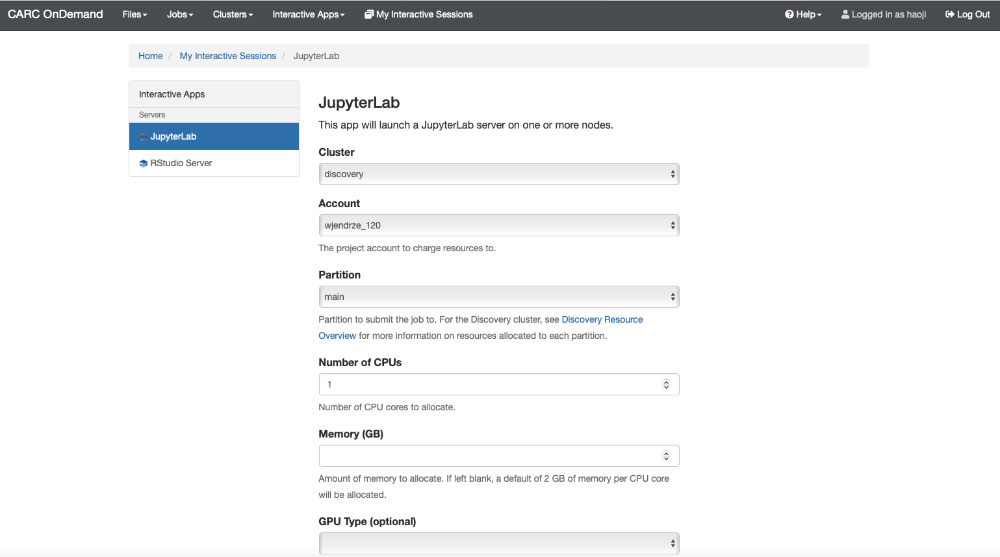 CARC OnDemand Files Jobs Clusters Interactive Apps My Interactive Sessions Help Logged in as haoji Log Out
Home / My Interactive Sessions / JupyterLab
Interactive Apps
Servers
JupyterLab
RStudio Server
JupyterLab
This app will launch a JupyterLab server on one or more nodes.
Cluster
discovery
Account
wjendrze_120
The project account to charge resources to.
Partition
main
Partition to submit the job to. For the Discovery cluster, see Discovery Resource
Overview for more information on resources allocated to each partition.
Number of CPUs
1
Number of CPU cores to allocate.
Memory (GB)
Amount of memory to allocate. If left blank, a default of 2 GB of memory per CPU core
will be allocated.
GPU Type (optional)